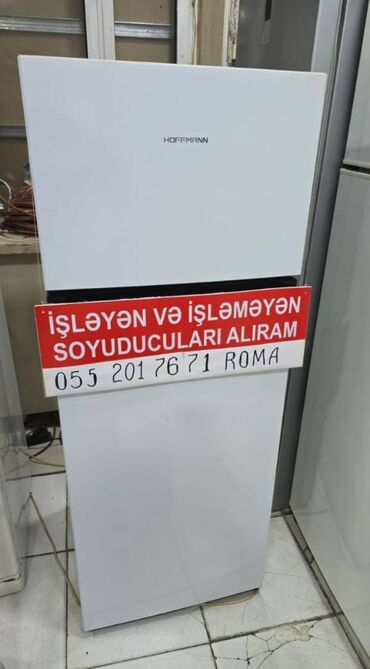 HOFFMANN
İŞLƏYƏN VƏ İŞLƏMƏYƏN
SOYUDUCULARI ALIRAM
055 201 76 71 ROMA